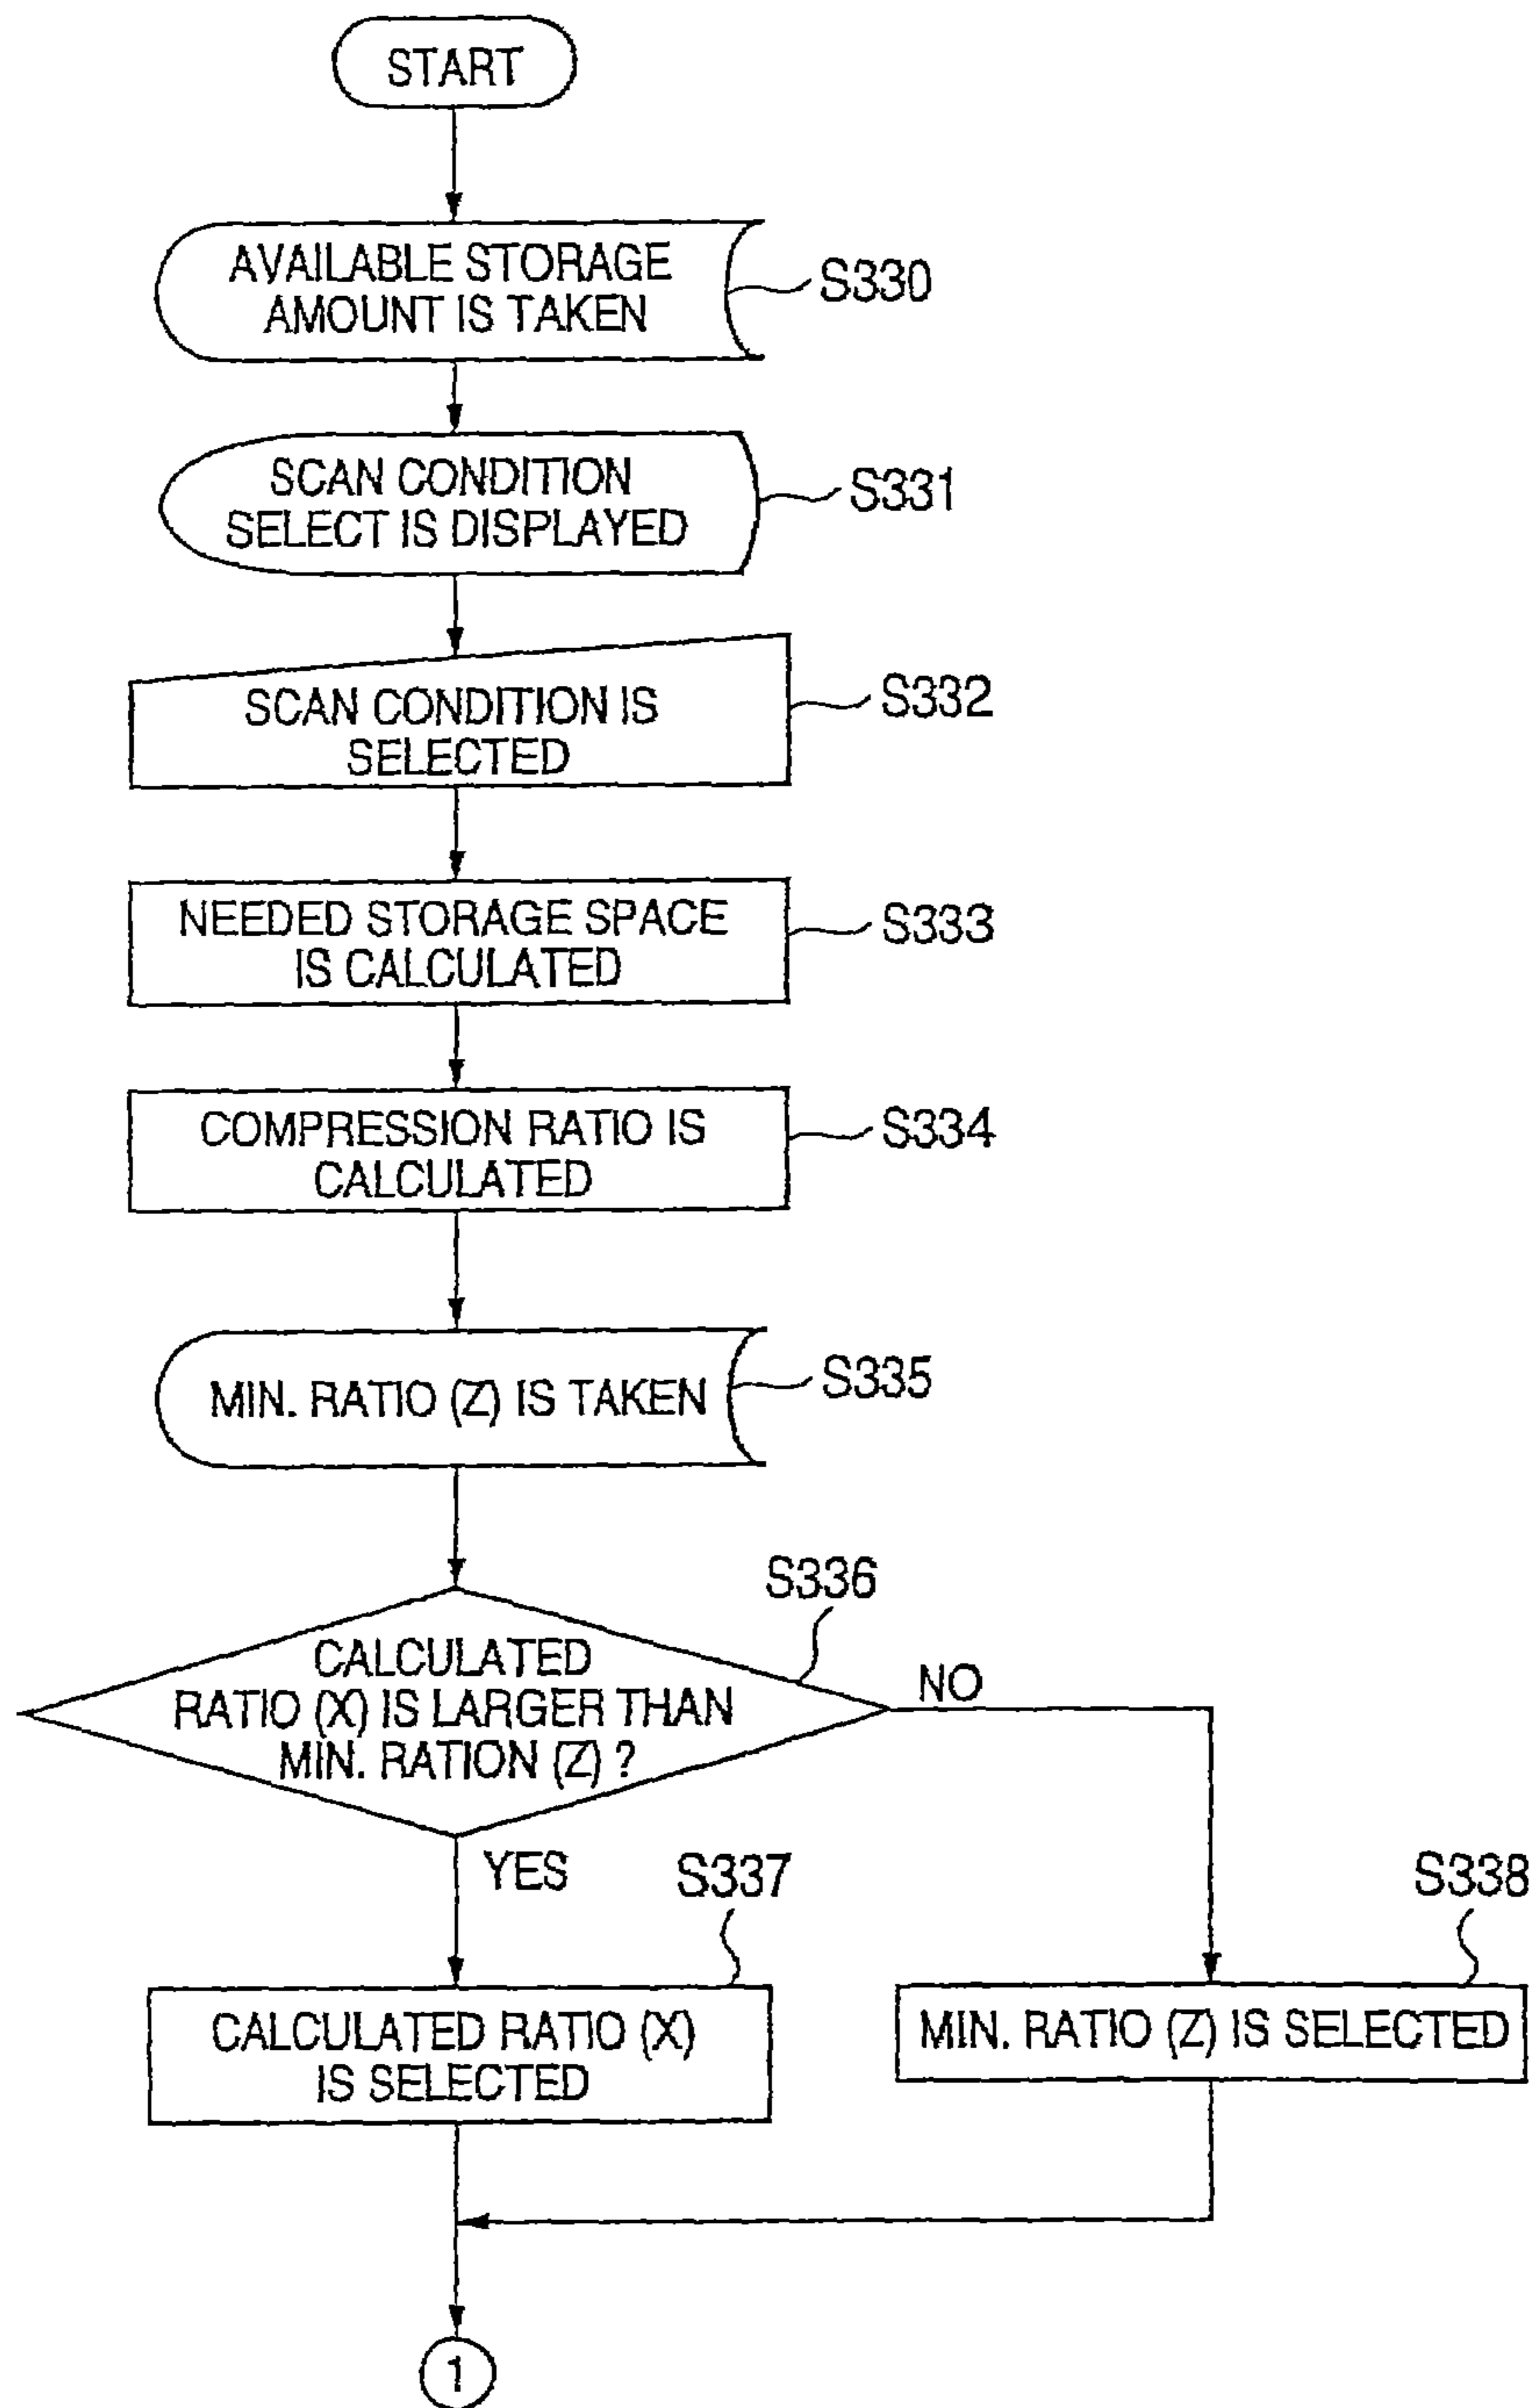 START
AVAILABLE STORAGE
AMOUNT IS TAKEN
S330
SCAN CONDITION
SELECT IS DISPLAYED
S331
SCAN CONDITION IS
SELECTED
S332
NEEDED STORAGE SPACE
IS CALCULATED
S333
COMPRESSION RATIO IS
CALCULATED
S334
MIN. RATIO (Z) IS TAKEN
S335
S336
CALCULATED
RATIO (X) IS LARGER THAN
MIN. RATION (Z) ?
NO
YES
S337
S338
CALCULATED RATIO (X)
IS SELECTED
MIN. RATIO (Z) IS SELECTED
1